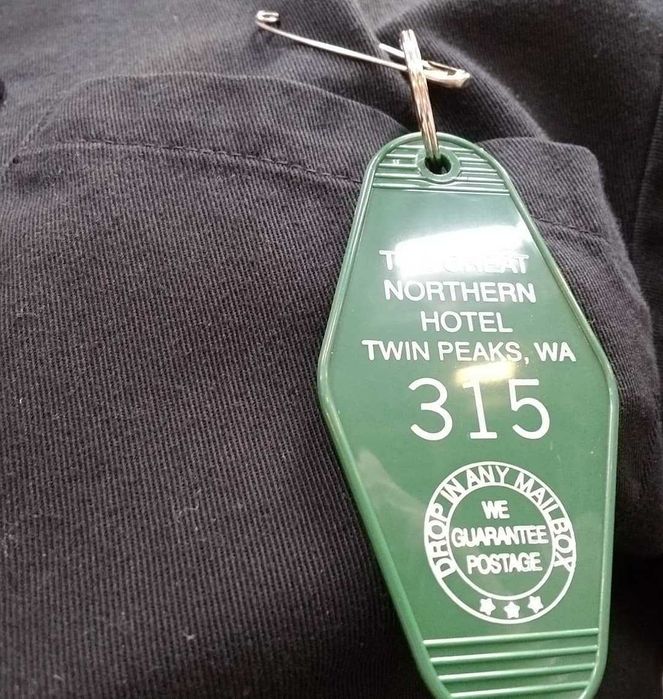 GREAT
NORTHERN
HOTEL
TWIN PEAKS, WA
315
DROP IN ANY MAILBOX
WE
GUARANTEE
POSTAGE